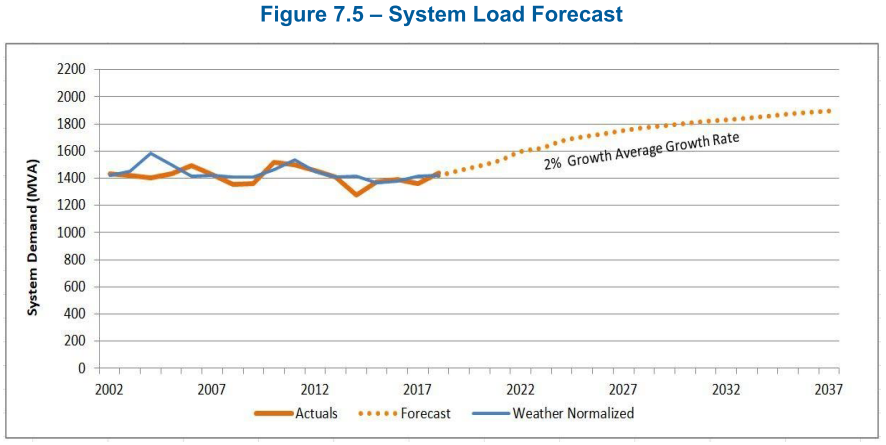 Figure 7.5 – System Load Forecast
2200
2000
1800
1600
1400
1200
1000
800
600
400
200
0
System Demand (MVA)
2% Growth Average Growth Rate
2002 2007 2012 2017 2022 2027 2032 2037
Actuals Forecast Weather Normalized